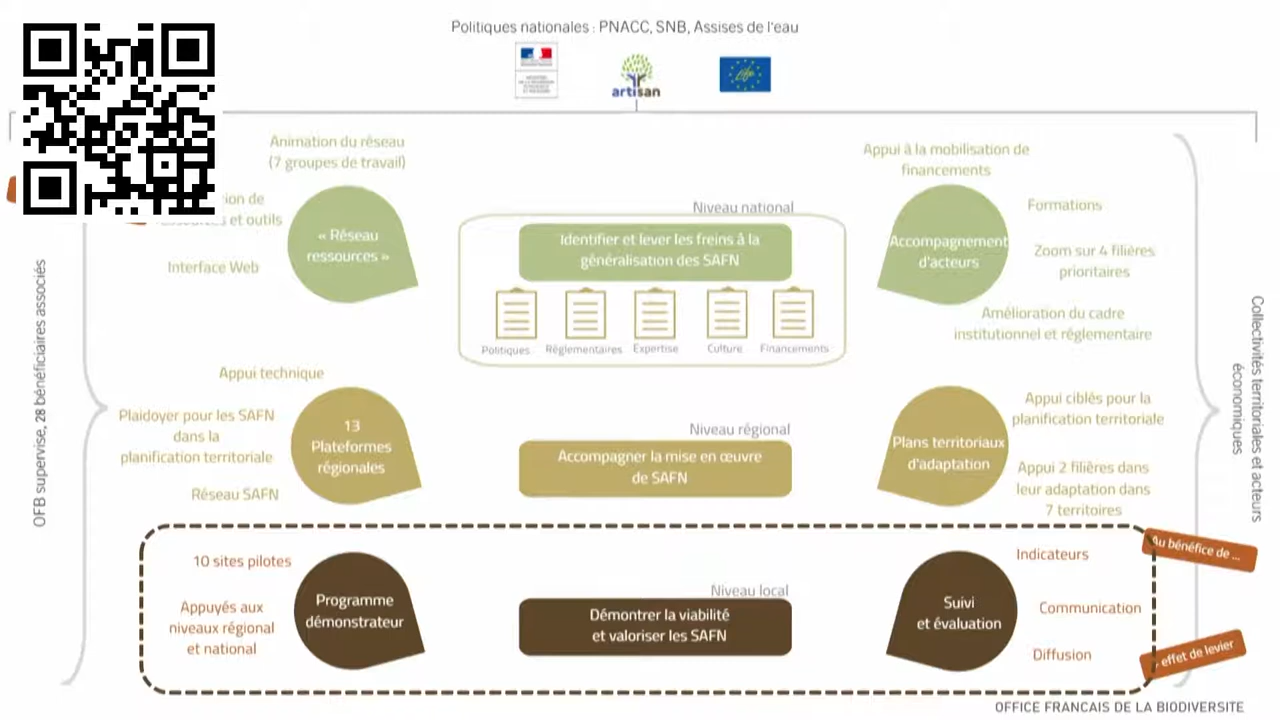 Politiques nationales : PNACC, SNB, Assises de l'eau
artisan
Animation du réseau
(7 groupes de travail)
de
et outils
Interface Web
« Réseau
ressources »
Niveau national
Identifier et lever les freins à la
généralisation des SAFN
Politiques
Réglementaires
Expertise
Culture
Financements
Appui à la mobilisation de
financements
Accompagnement
d'acteurs
Formations
Zoom sur 4 filières
prioritaires
Amélioration du cadre
institutionnel et réglementaire
OFB supervise, 28 bénéficiaires associés
Appui technique
Plaidoyer pour les SAFN
dans la
planification territoriale
Réseau SAFN
13
Plateformes
régionales
Niveau régional
Accompagner la mise en œuvre
de SAFN
Plans territoriaux
d'adaptation
Appui ciblés pour la
planification territoriale
Appui 2 filières dans
leur adaptation dans
7 territoires
Collectivités territoriales et acteurs
économiques
10 sites pilotes
Appuyés aux
niveaux régional
et national
Programme
démonstrateur
Niveau local
Démontrer la viabilité
et valoriser les SAFN
Suivi
et évaluation
Indicateurs
Communication
Diffusion
Au bénéfice de ...
effet de levier
OFFICE FRANCAIS DE LA BIODIVERSITE